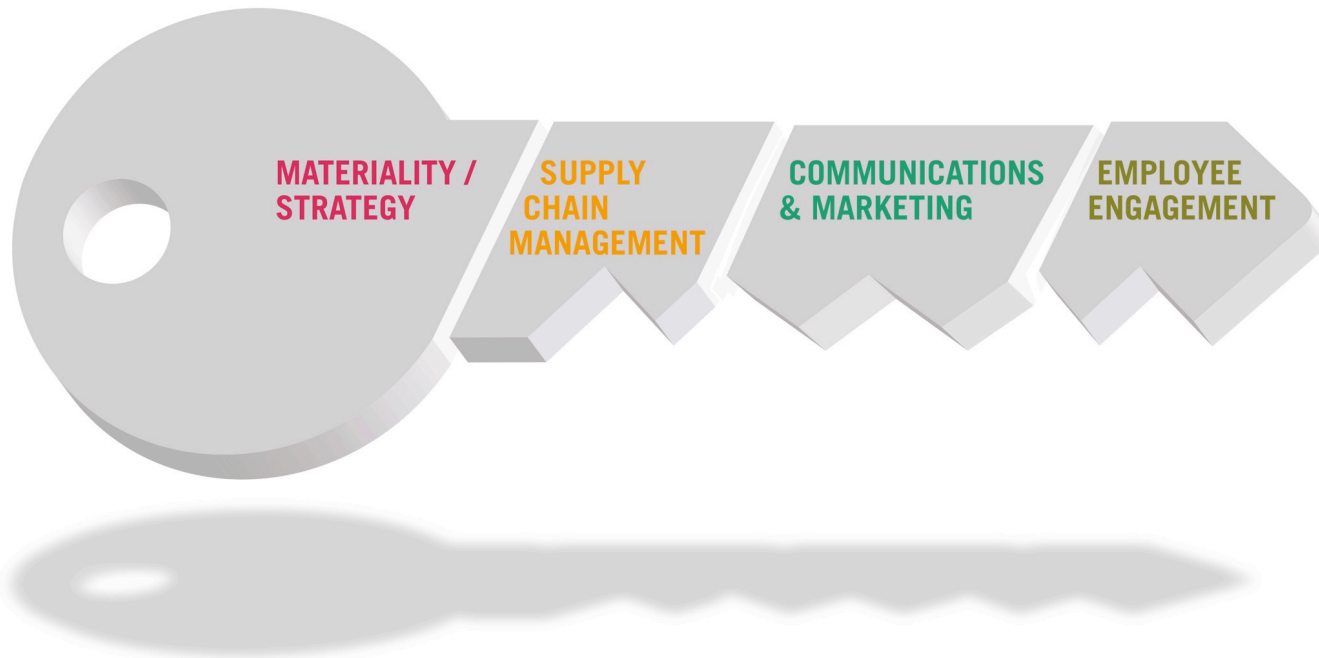 MATERIALITY /
STRATEGY
SUPPLY
CHAIN
MANAGEMENT
COMMUNICATIONS
& MARKETING
EMPLOYEE
ENGAGEMENT